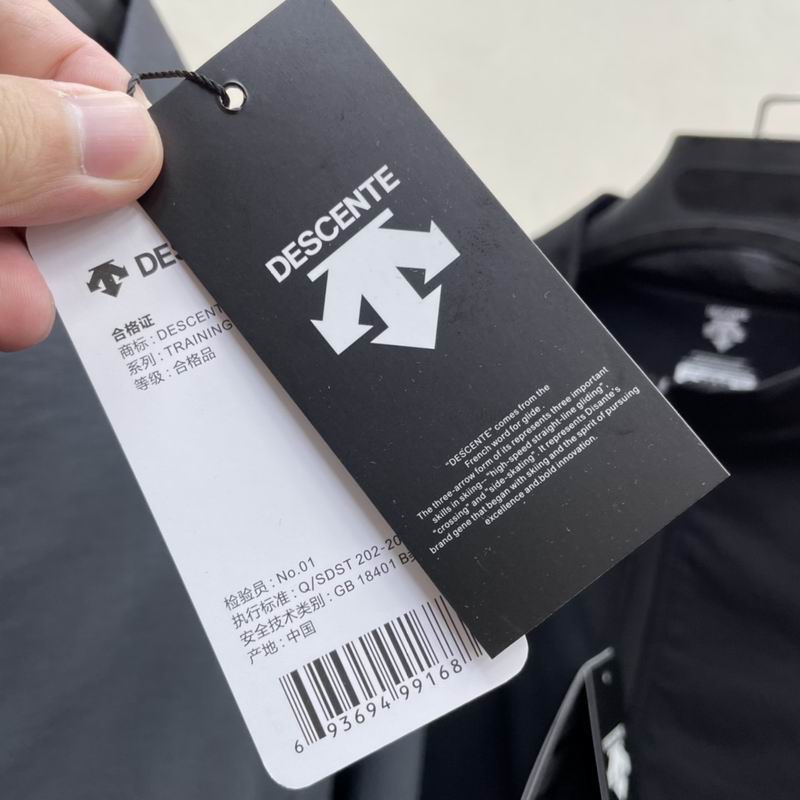 DESCENTE
"DESCENTE" comes from the
French word for glide.
The three-arrow form of its represents three important
skills in skiing-- "high-speed straight-line gliding",
"crossing" and "side-skating". It represents Disante's
brand gene that began with skiing and the spirit of pursuing
excellence and bold innovation.
DES
合格证
商标：DESCENT
系列：TRAINING
等级：合格品
检验员：No.01
执行标准：Q/SDST 202-20
安全技术类别：GB 18401 B
产地：中国
6 93694 99168